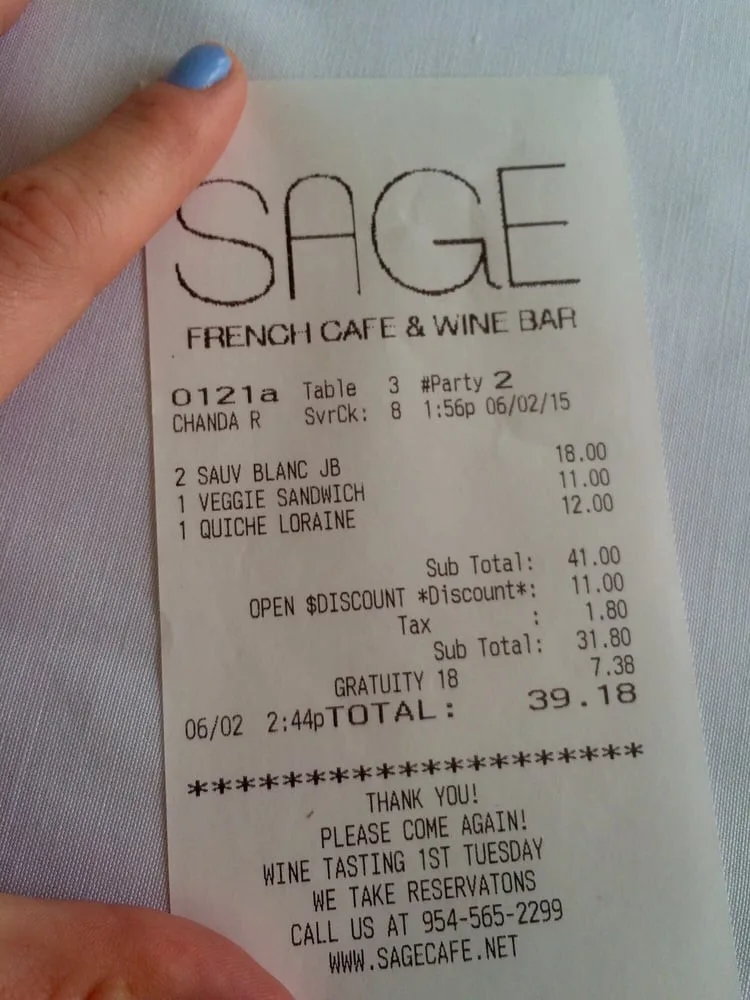 SAGE
FRENCH CAFE & WINE BAR
0121a Table 3 #Party 2
CHANDA R SvrCk: 8 1:56p 06/02/15
2 SAUV BLANC JB 18.00
1 VEGGIE SANDWICH 11.00
1 QUICHE LORAINE 12.00
Sub Total: 41.00
OPEN $DISCOUNT *Discount*: 11.00
Tax : 1.80
Sub Total: 31.80
GRATUITY 18 7.38
06/02 2:44pTOTAL: 39.18
********************
THANK YOU!
PLEASE COME AGAIN!
WINE TASTING 1ST TUESDAY
WE TAKE RESERVATONS
CALL US AT 954-565-2299
WWW.SAGECAFE.NET